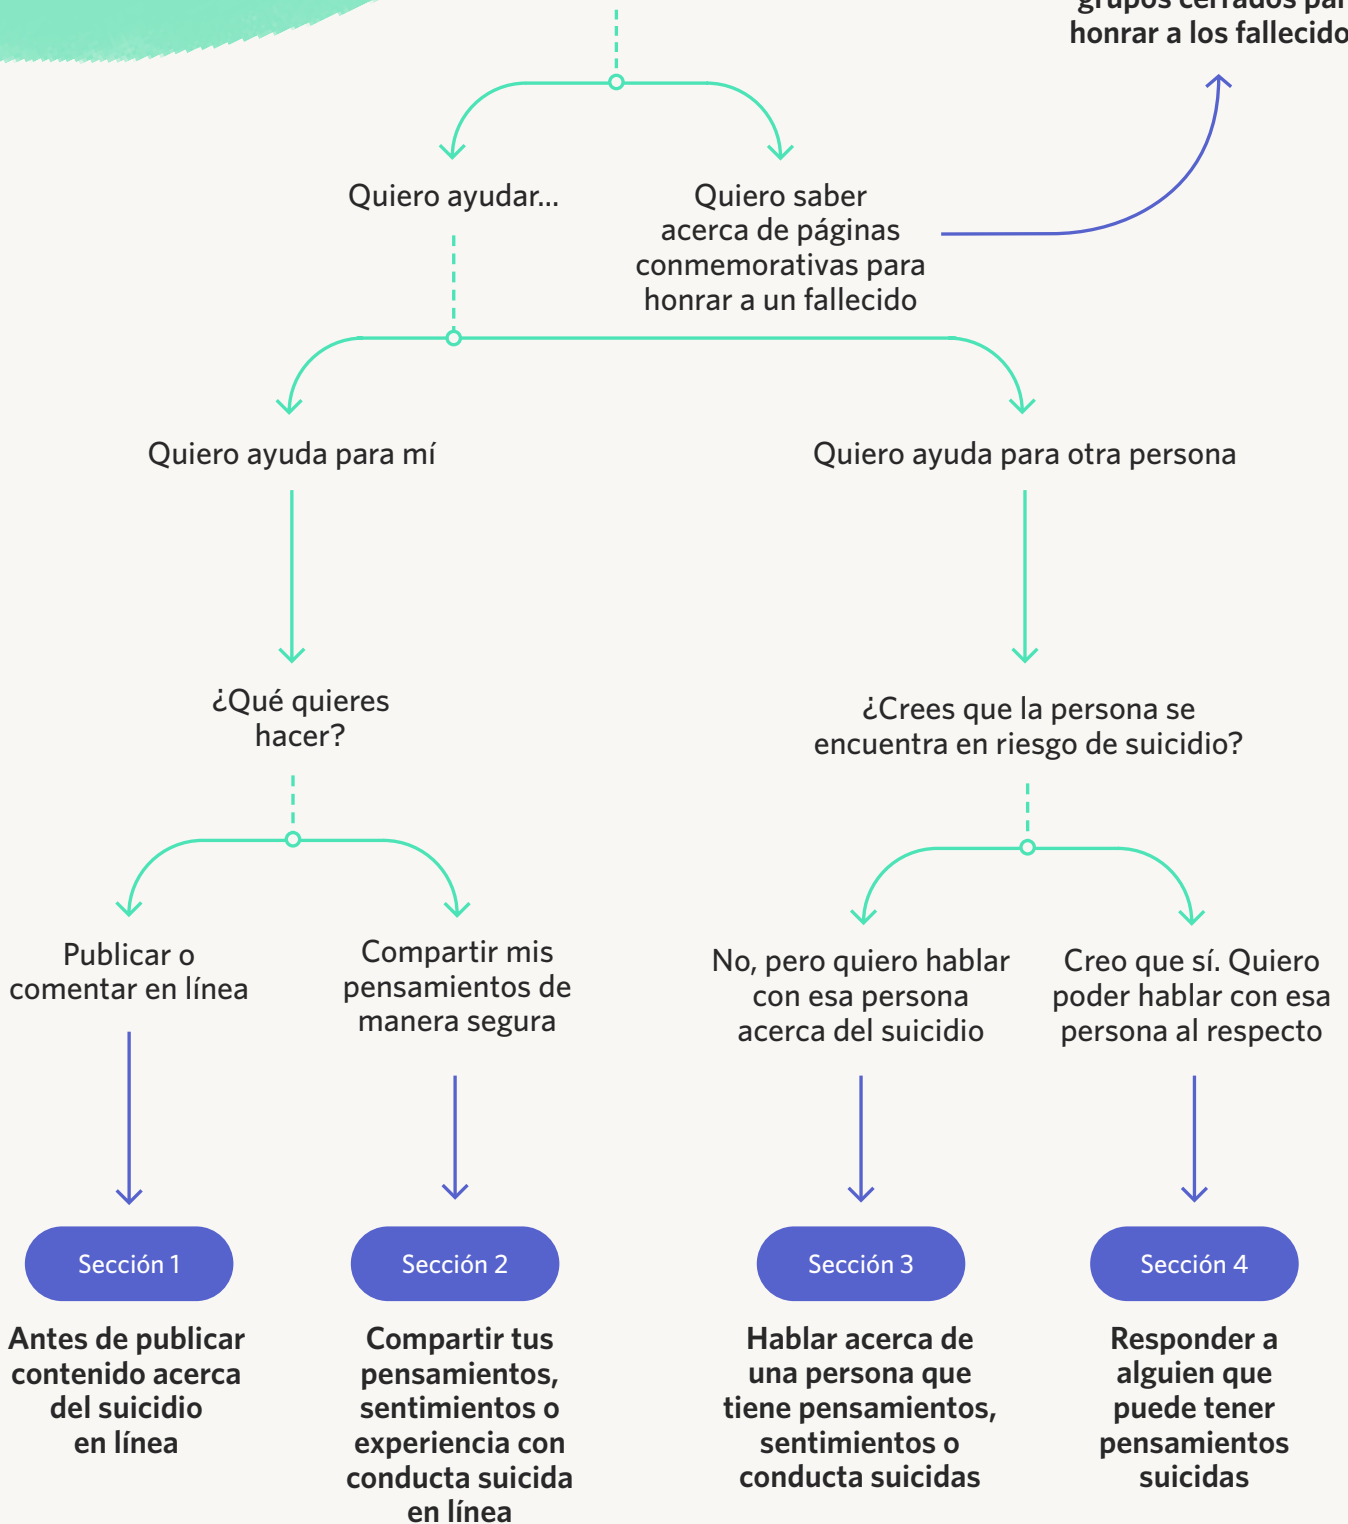 grupos cerrados par
honrar a los fallecido
Quiero ayudar...
Quiero saber
acerca de páginas
conmemorativas para
honrar a un fallecido
Quiero ayuda para mí
Quiero ayuda para otra persona
¿Qué quieres
hacer?
¿Crees que la persona se
encuentra en riesgo de suicidio?
Publicar o
comentar en línea
Compartir mis
pensamientos de
manera segura
No, pero quiero hablar
con esa persona
acerca del suicidio
Creo que sí. Quiero
poder hablar con esa
persona al respecto
Sección 1
Antes de publicar
contenido acerca
del suicidio
en línea
Sección 2
Compartir tus
pensamientos,
sentimientos o
experiencia con
conducta suicida
en línea
Sección 3
Hablar acerca de
una persona que
tiene pensamientos,
sentimientos o
conducta suicidas
Sección 4
Responder a
alguien que
puede tener
pensamientos
suicidas